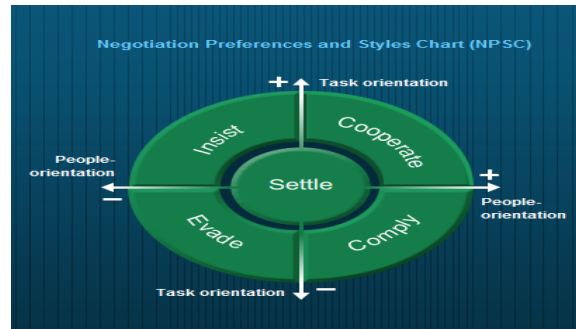 Negotiation Preferences and Styles Chart (NPSC)
+ Task orientation
Insist
Cooperate
People-
orientation
−
Settle
+
People-
orientation
Evade
Comply
Task orientation −